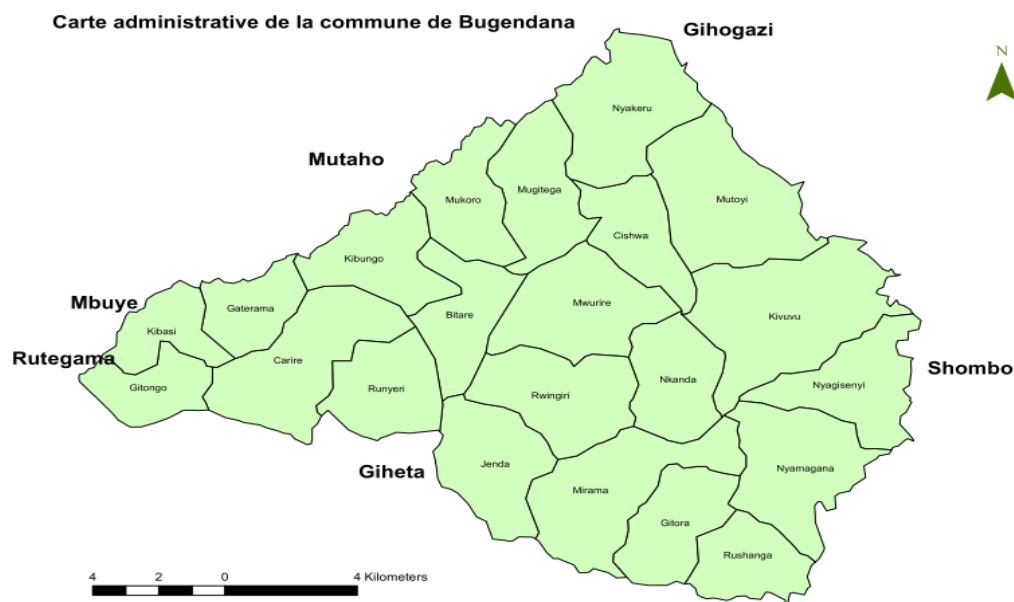 Carte administrative de la commune de Bugendana
Gihogazi
N
Nyakeru
Mutaho
Mugitega
Mukoro
Mutoyi
Cishwa
Kibungo
Mbuye
Gaterama
Mwurire
Bitare
Kivuvu
Kibasi
Rutegama
Carire
Shombo
Gitongo
Runyeri
Nkanda
Nyagisenyi
Rwingiri
Giheta
Jenda
Nyamagana
Mirama
Gitora
Rushanga
4 2 0 4 Kilometers